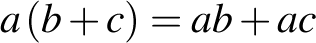 a(b + c) = ab + ac